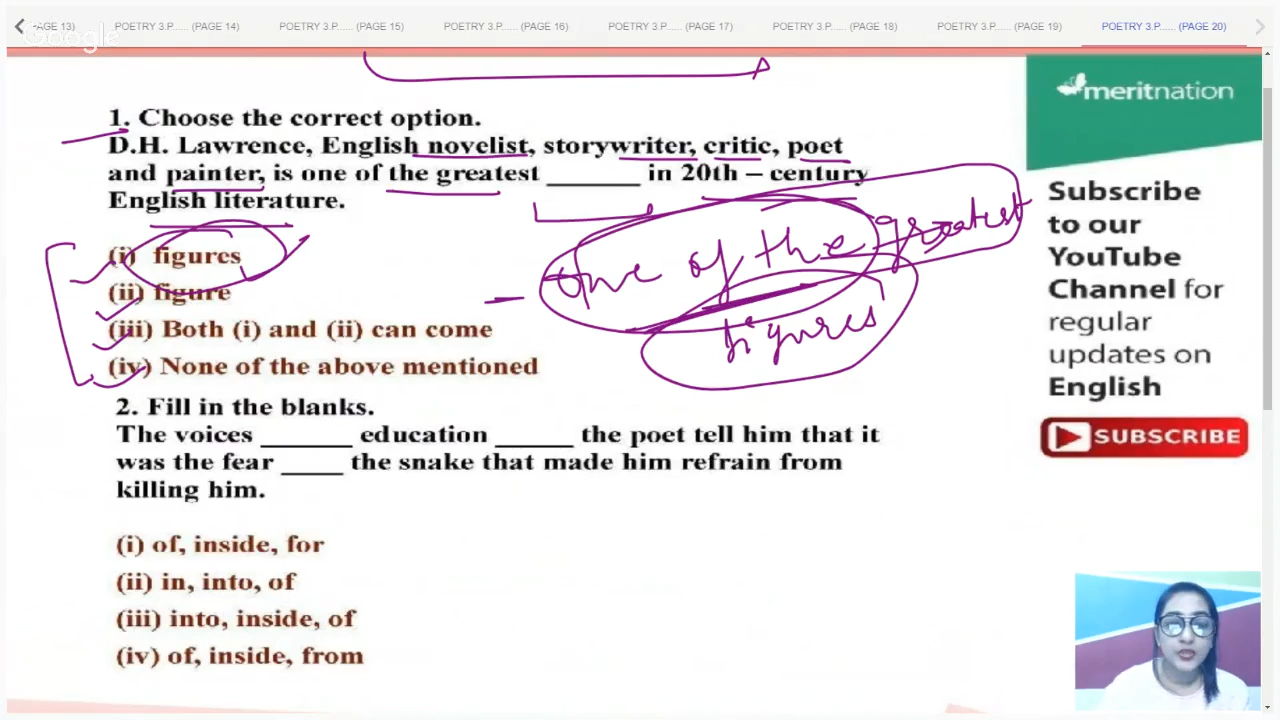 AGE 13)
POETRY 3.P...... (PAGE 14)
POETRY 3.P...... (PAGE 15)
POETRY 3.P...... (PAGE 16)
POETRY 3.P...... (PAGE 17)
POETRY 3.P...... (PAGE 18)
POETRY 3.P...... (PAGE 19)
POETRY 3.P...... (PAGE 20)
Google
1. Choose the correct option.
D.H. Lawrence, English novelist, storywriter, critic, poet
and painter, is one of the greatest _______ in 20th – century
English literature.
(i) figures
(ii) figure
(iii) Both (i) and (ii) can come
(iv) None of the above mentioned
- one of the greatest
figures
2. Fill in the blanks.
The voices _______ education ______ the poet tell him that it
was the fear _____ the snake that made him refrain from
killing him.
(i) of, inside, for
(ii) in, into, of
(iii) into, inside, of
(iv) of, inside, from
meritnation
Subscribe
to our
YouTube
Channel for
regular
updates on
English
SUBSCRIBE